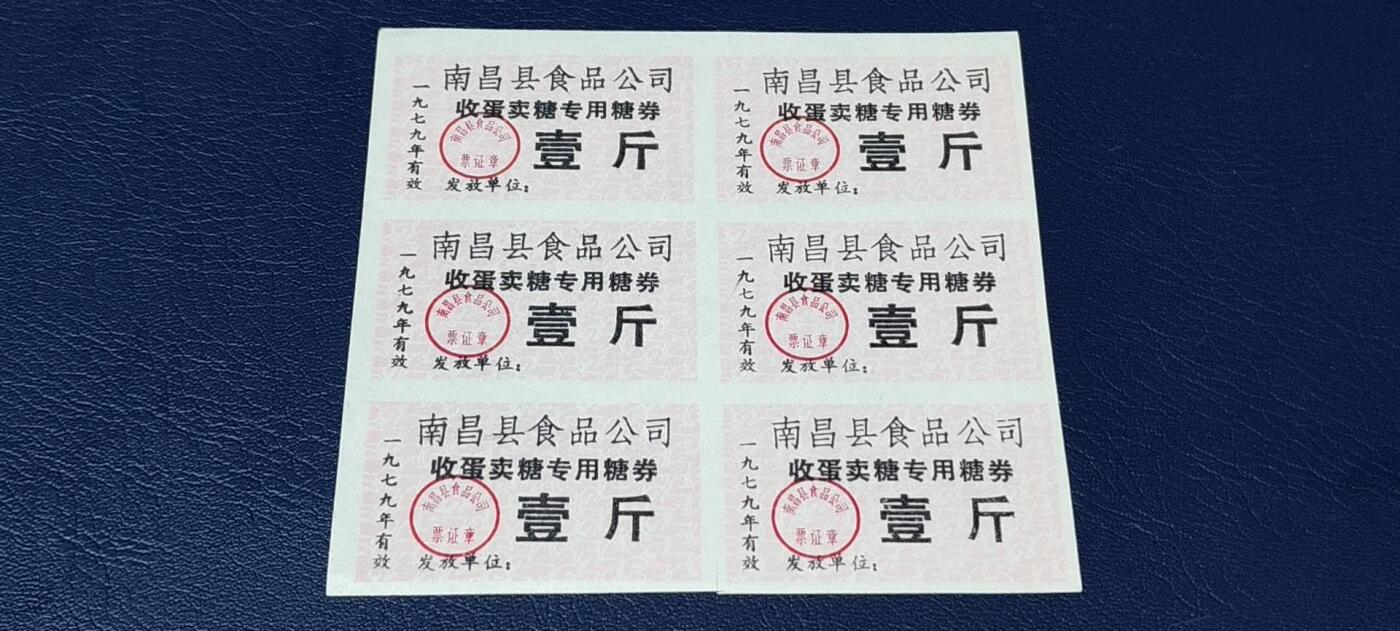 南昌县食品公司
收蛋卖糖专用糖券
一九七九年有效
南昌县食品公司
票证章
壹斤
发放单位：
南昌县食品公司
收蛋卖糖专用糖券
一九七九年有效
南昌县食品公司
票证章
壹斤
发放单位：
南昌县食品公司
收蛋卖糖专用糖券
一九七九年有效
南昌县食品公司
票证章
壹斤
发放单位：
南昌县食品公司
收蛋卖糖专用糖券
一九七九年有效
南昌县食品公司
票证章
壹斤
发放单位：
南昌县食品公司
收蛋卖糖专用糖券
一九七九年有效
南昌县食品公司
票证章
壹斤
发放单位：
南昌县食品公司
收蛋卖糖专用糖券
一九七九年有效
南昌县食品公司
票证章
壹斤
发放单位：